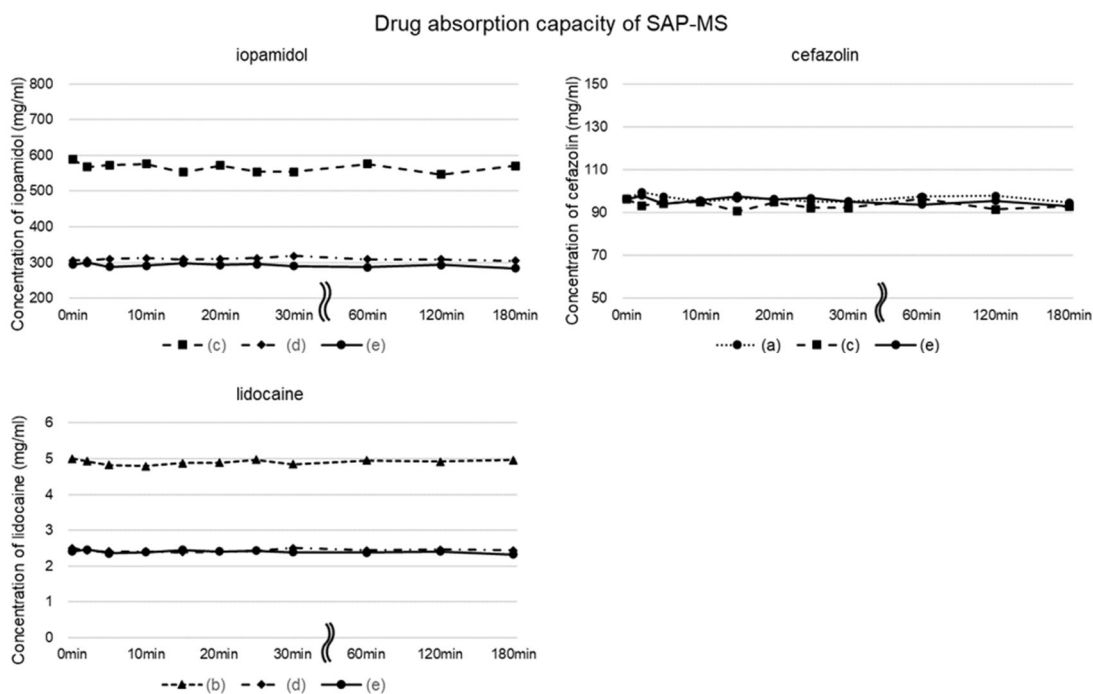 Drug absorption capacity of SAP-MS
iopamidol
Concentration of iopamidol (mg/ml)
800
700
600
500
400
300
200
0min 10min 20min 30min 60min 120min 180min
(c) (d) (e)
cefazolin
Concentration of cefazolin (mg/ml)
150
130
110
90
70
50
0min 10min 20min 30min 60min 120min 180min
(a) (c) (e)
lidocaine
Concentration of lidocaine (mg/ml)
6
5
4
3
2
1
0
0min 10min 20min 30min 60min 120min 180min
(b) (d) (e)